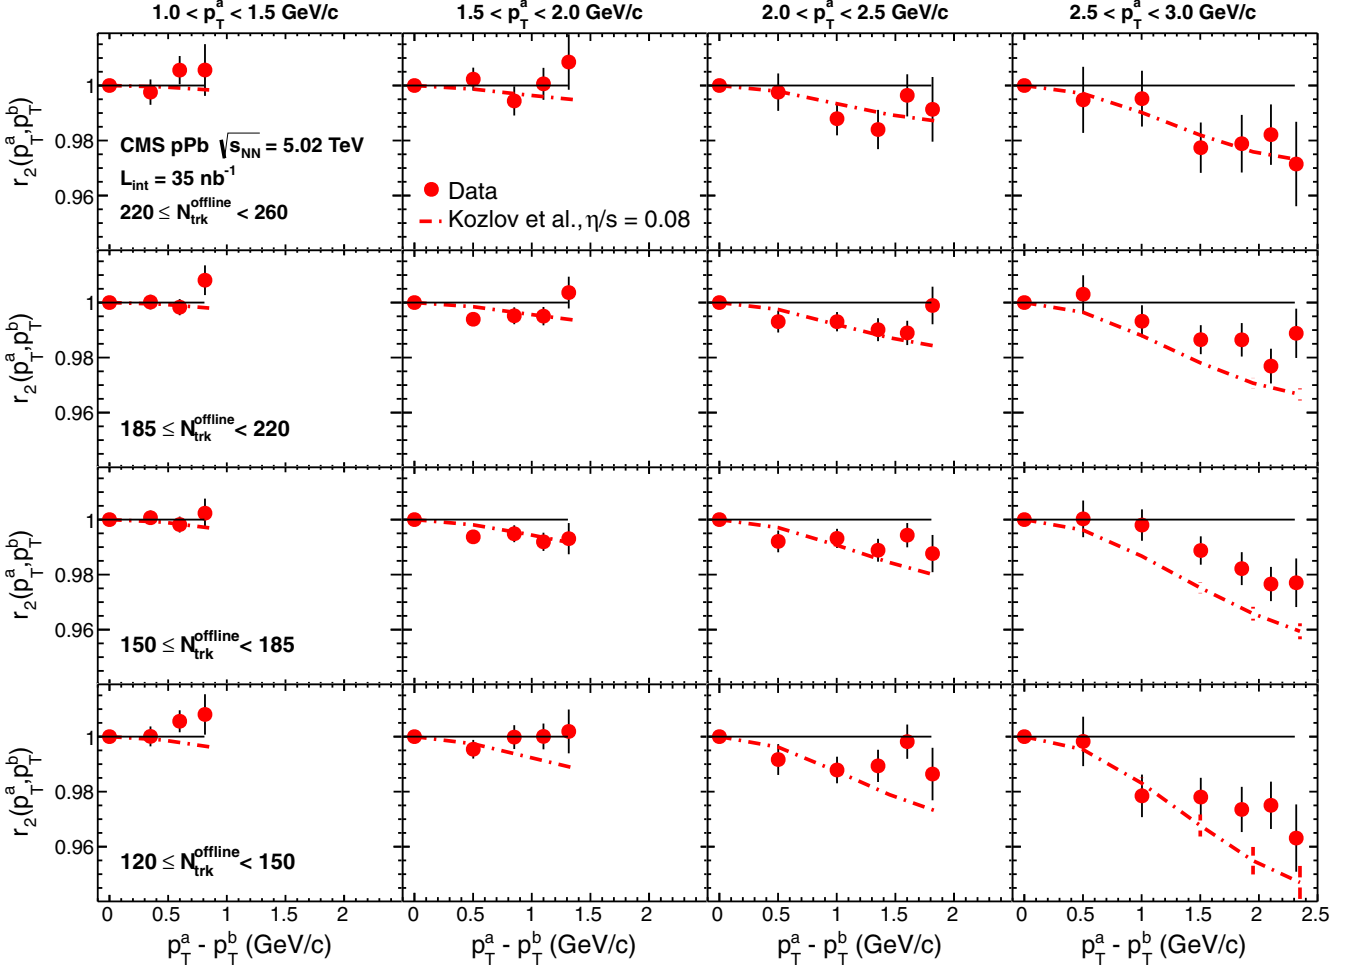 1.0 < p_T^a < 1.5 GeV/c
1.5 < p_T^a < 2.0 GeV/c
2.0 < p_T^a < 2.5 GeV/c
2.5 < p_T^a < 3.0 GeV/c
r_2(p_T^a,p_T^b)
1
0.98
0.96
CMS pPb √s_NN = 5.02 TeV
L_int = 35 nb^-1
220 ≤ N_trk^offline < 260
Data
Kozlov et al., η/s = 0.08
r_2(p_T^a,p_T^b)
1
0.98
0.96
185 ≤ N_trk^offline < 220
r_2(p_T^a,p_T^b)
1
0.98
0.96
150 ≤ N_trk^offline < 185
r_2(p_T^a,p_T^b)
1
0.98
0.96
120 ≤ N_trk^offline < 150
0 0.5 1 2
0 0.5 1 2
0 0.5 1 2
0 0.5 1 1.5 2 2.5
p_T^a - p_T^b (GeV/c)
p_T^a - p_T^b (GeV/c)
p_T^a - p_T^b (GeV/c)
p_T^a - p_T^b (GeV/c)